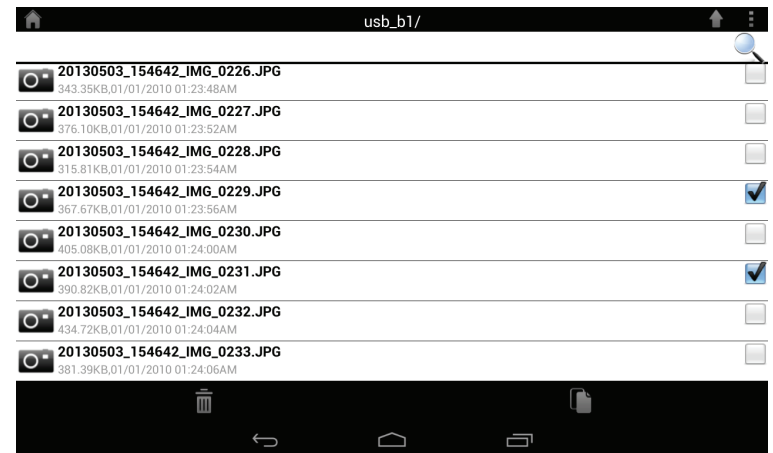 usb_b1/
20130503_154642_IMG_0226.JPG
343.35KB,01/01/2010 01:23:48AM
20130503_154642_IMG_0227.JPG
376.10KB,01/01/2010 01:23:52AM
20130503_154642_IMG_0228.JPG
315.81KB,01/01/2010 01:23:54AM
20130503_154642_IMG_0229.JPG
367.67KB,01/01/2010 01:23:56AM
20130503_154642_IMG_0230.JPG
405.08KB,01/01/2010 01:24:00AM
20130503_154642_IMG_0231.JPG
390.82KB,01/01/2010 01:24:02AM
20130503_154642_IMG_0232.JPG
434.72KB,01/01/2010 01:24:04AM
20130503_154642_IMG_0233.JPG
381.39KB,01/01/2010 01:24:06AM